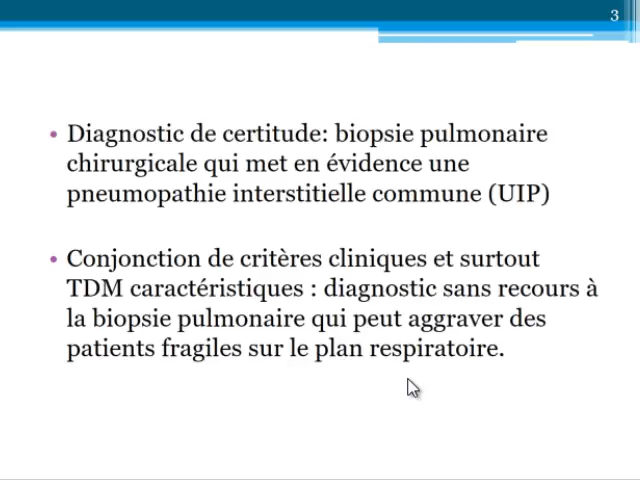 3
• Diagnostic de certitude: biopsie pulmonaire
chirurgicale qui met en évidence une
pneumopathie interstitielle commune (UIP)
• Conjonction de critères cliniques et surtout
TDM caractéristiques : diagnostic sans recours à
la biopsie pulmonaire qui peut aggraver des
patients fragiles sur le plan respiratoire.